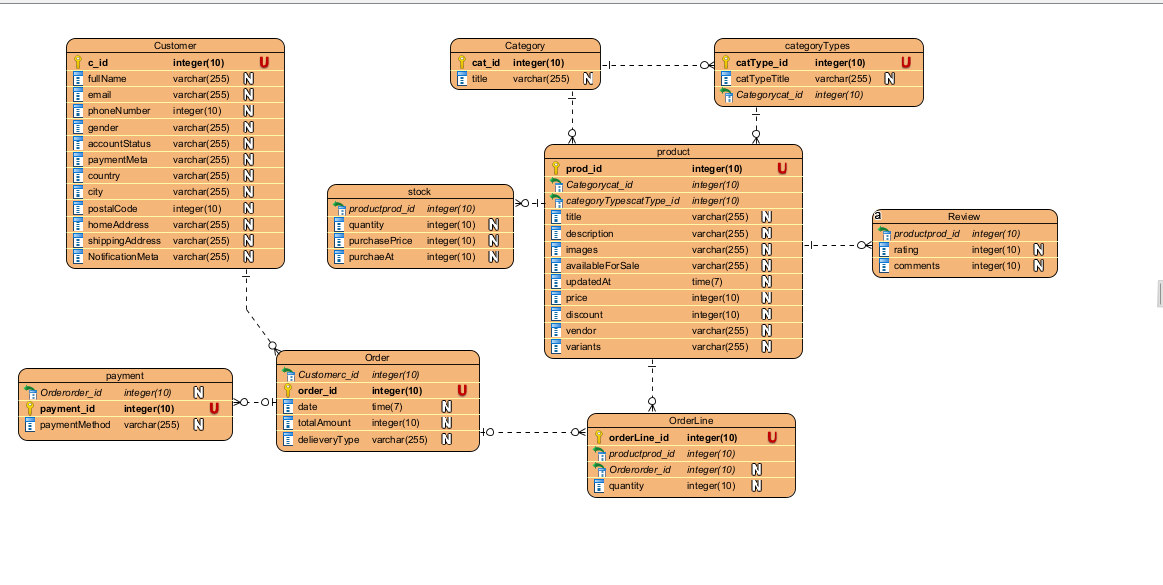 Customer
c_id integer(10) U
fullName varchar(255) N
email varchar(255) N
phoneNumber integer(10) N
gender varchar(255) N
accountStatus varchar(255) N
paymentMeta varchar(255) N
country varchar(255) N
city varchar(255) N
postalCode integer(10) N
homeAddress varchar(255) N
shippingAddress varchar(255) N
NotificationMeta varchar(255) N
Category
cat_id integer(10)
title varchar(255) N
categoryTypes
catType_id integer(10) U
catTypeTitle varchar(255) N
Categorycat_id integer(10)
product
prod_id integer(10) U
Categorycat_id integer(10)
categoryTypescatType_id integer(10)
title varchar(255) N
description varchar(255) N
images varchar(255) N
availableForSale varchar(255) N
updatedAt time(7) N
price integer(10) N
discount integer(10) N
vendor varchar(255) N
variants varchar(255) N
stock
productprod_id integer(10)
quantity integer(10) N
purchasePrice integer(10) N
purchaeAt integer(10) N
a
Review
productprod_id integer(10)
rating integer(10) N
comments integer(10) N
Order
Customerc_id integer(10)
order_id integer(10) U
date time(7) N
totalAmount integer(10) N
delieveryType varchar(255) N
payment
Orderorder_id integer(10) N
payment_id integer(10) U
paymentMethod varchar(255) N
OrderLine
orderLine_id integer(10) U
productprod_id integer(10)
Orderorder_id integer(10) N
quantity integer(10) N